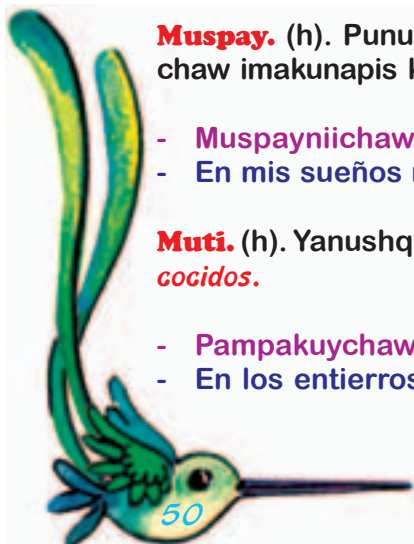 Muspay. (h). Punu
chaw imakunapis
- Muspayniichaw
- En mis sueños
Muti. (h). Yanushq
cocidos.
- Pampakuychaw
- En los entierros
50